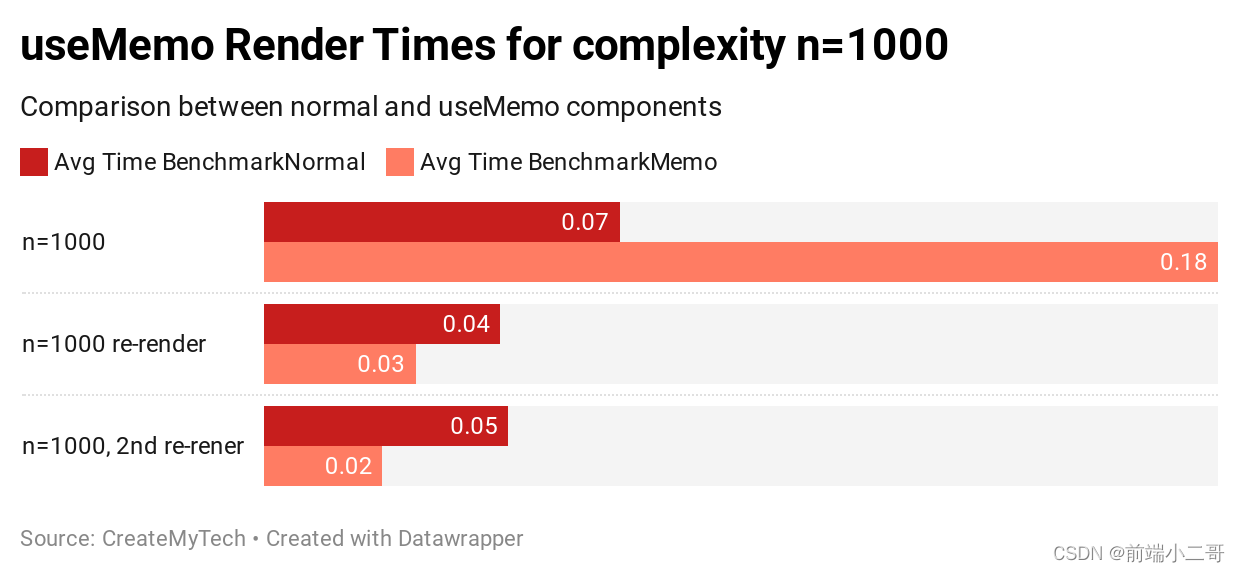 useMemo Render Times for complexity n=1000
Comparison between normal and useMemo components
Avg Time BenchmarkNormal Avg Time BenchmarkMemo
n=1000
0.07
0.18
n=1000 re-render
0.04
0.03
n=1000, 2nd re-rener
0.05
0.02
Source: CreateMyTech • Created with Datawrapper
CSDN @前端小二哥